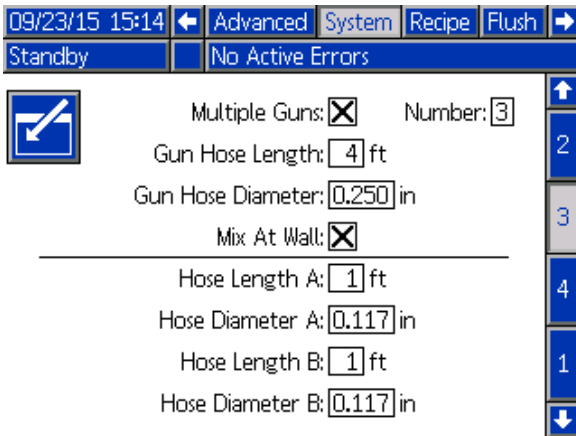 09/23/15 15:14 Advanced System Recipe Flush
Standby No Active Errors
Multiple Guns: Number: 3
2
Gun Hose Length: 4 ft
Gun Hose Diameter: 0.250 in
3
Mix At Wall:
Hose Length A: 1 ft
4
Hose Diameter A: 0.117 in
Hose Length B: 1 ft
1
Hose Diameter B: 0.117 in